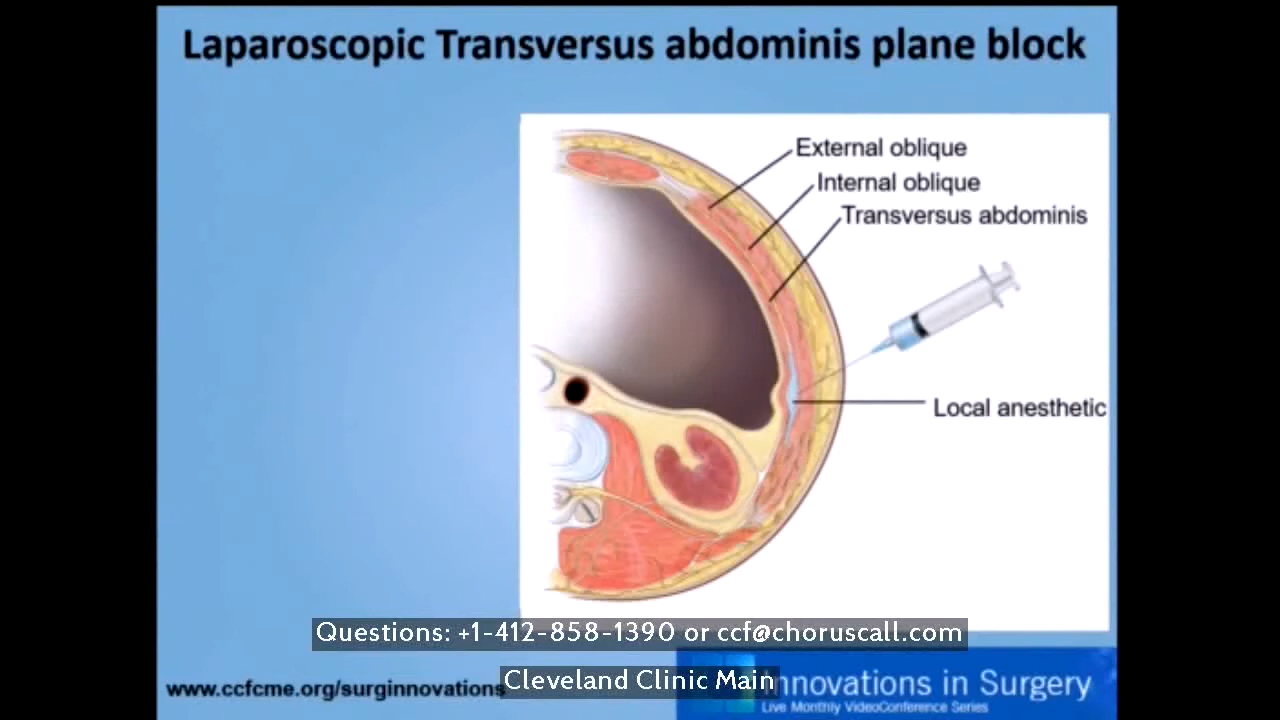 Laparoscopic Transversus abdominis plane block
External oblique
Internal oblique
Transversus abdominis
Local anesthetic
Questions: +1-412-858-1390 or ccf@choruscall.com
www.ccfcme.org/surginnovations
Cleveland Clinic Main
Innovations in Surgery
Live Monthly VideoConference Series